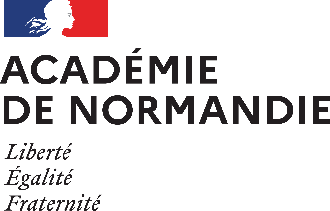 ACADÉMIE
DE NORMANDIE
Liberté
Égalité
Fraternité